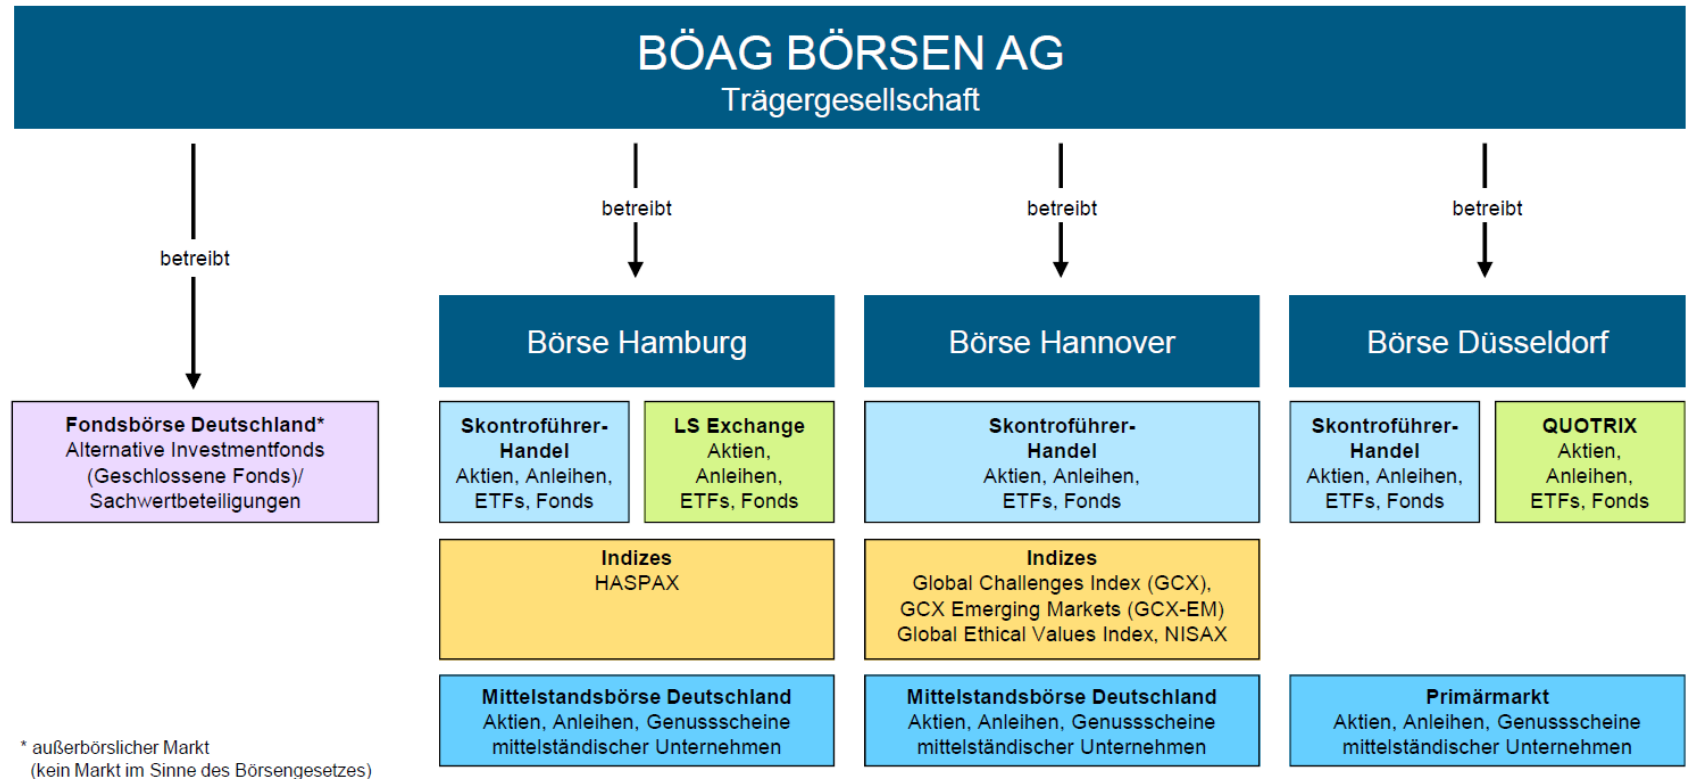 BÖAG BÖRSEN AG
Trägergesellschaft
betreibt
betreibt
betreibt
betreibt
Fondsbörse Deutschland*
Alternative Investmentfonds
(Geschlossene Fonds)/
Sachwertbeteiligungen
Börse Hamburg
Skontroführer-
Handel
Aktien, Anleihen,
ETFs, Fonds
LS Exchange
Aktien,
Anleihen,
ETFs, Fonds
Indizes
HASPAX
Mittelstandsbörse Deutschland
Aktien, Anleihen, Genussscheine
mittelständischer Unternehmen
Börse Hannover
Skontroführer-
Handel
Aktien, Anleihen,
ETFs, Fonds
Indizes
Global Challenges Index (GCX),
GCX Emerging Markets (GCX-EM)
Global Ethical Values Index, NISAX
Mittelstandsbörse Deutschland
Aktien, Anleihen, Genussscheine
mittelständischer Unternehmen
Börse Düsseldorf
Skontroführer-
Handel
Aktien, Anleihen,
ETFs, Fonds
QUOTRIX
Aktien,
Anleihen,
ETFs, Fonds
Primärmarkt
Aktien, Anleihen, Genussscheine
mittelständischer Unternehmen
* außerbörslicher Markt
(kein Markt im Sinne des Börsengesetzes)